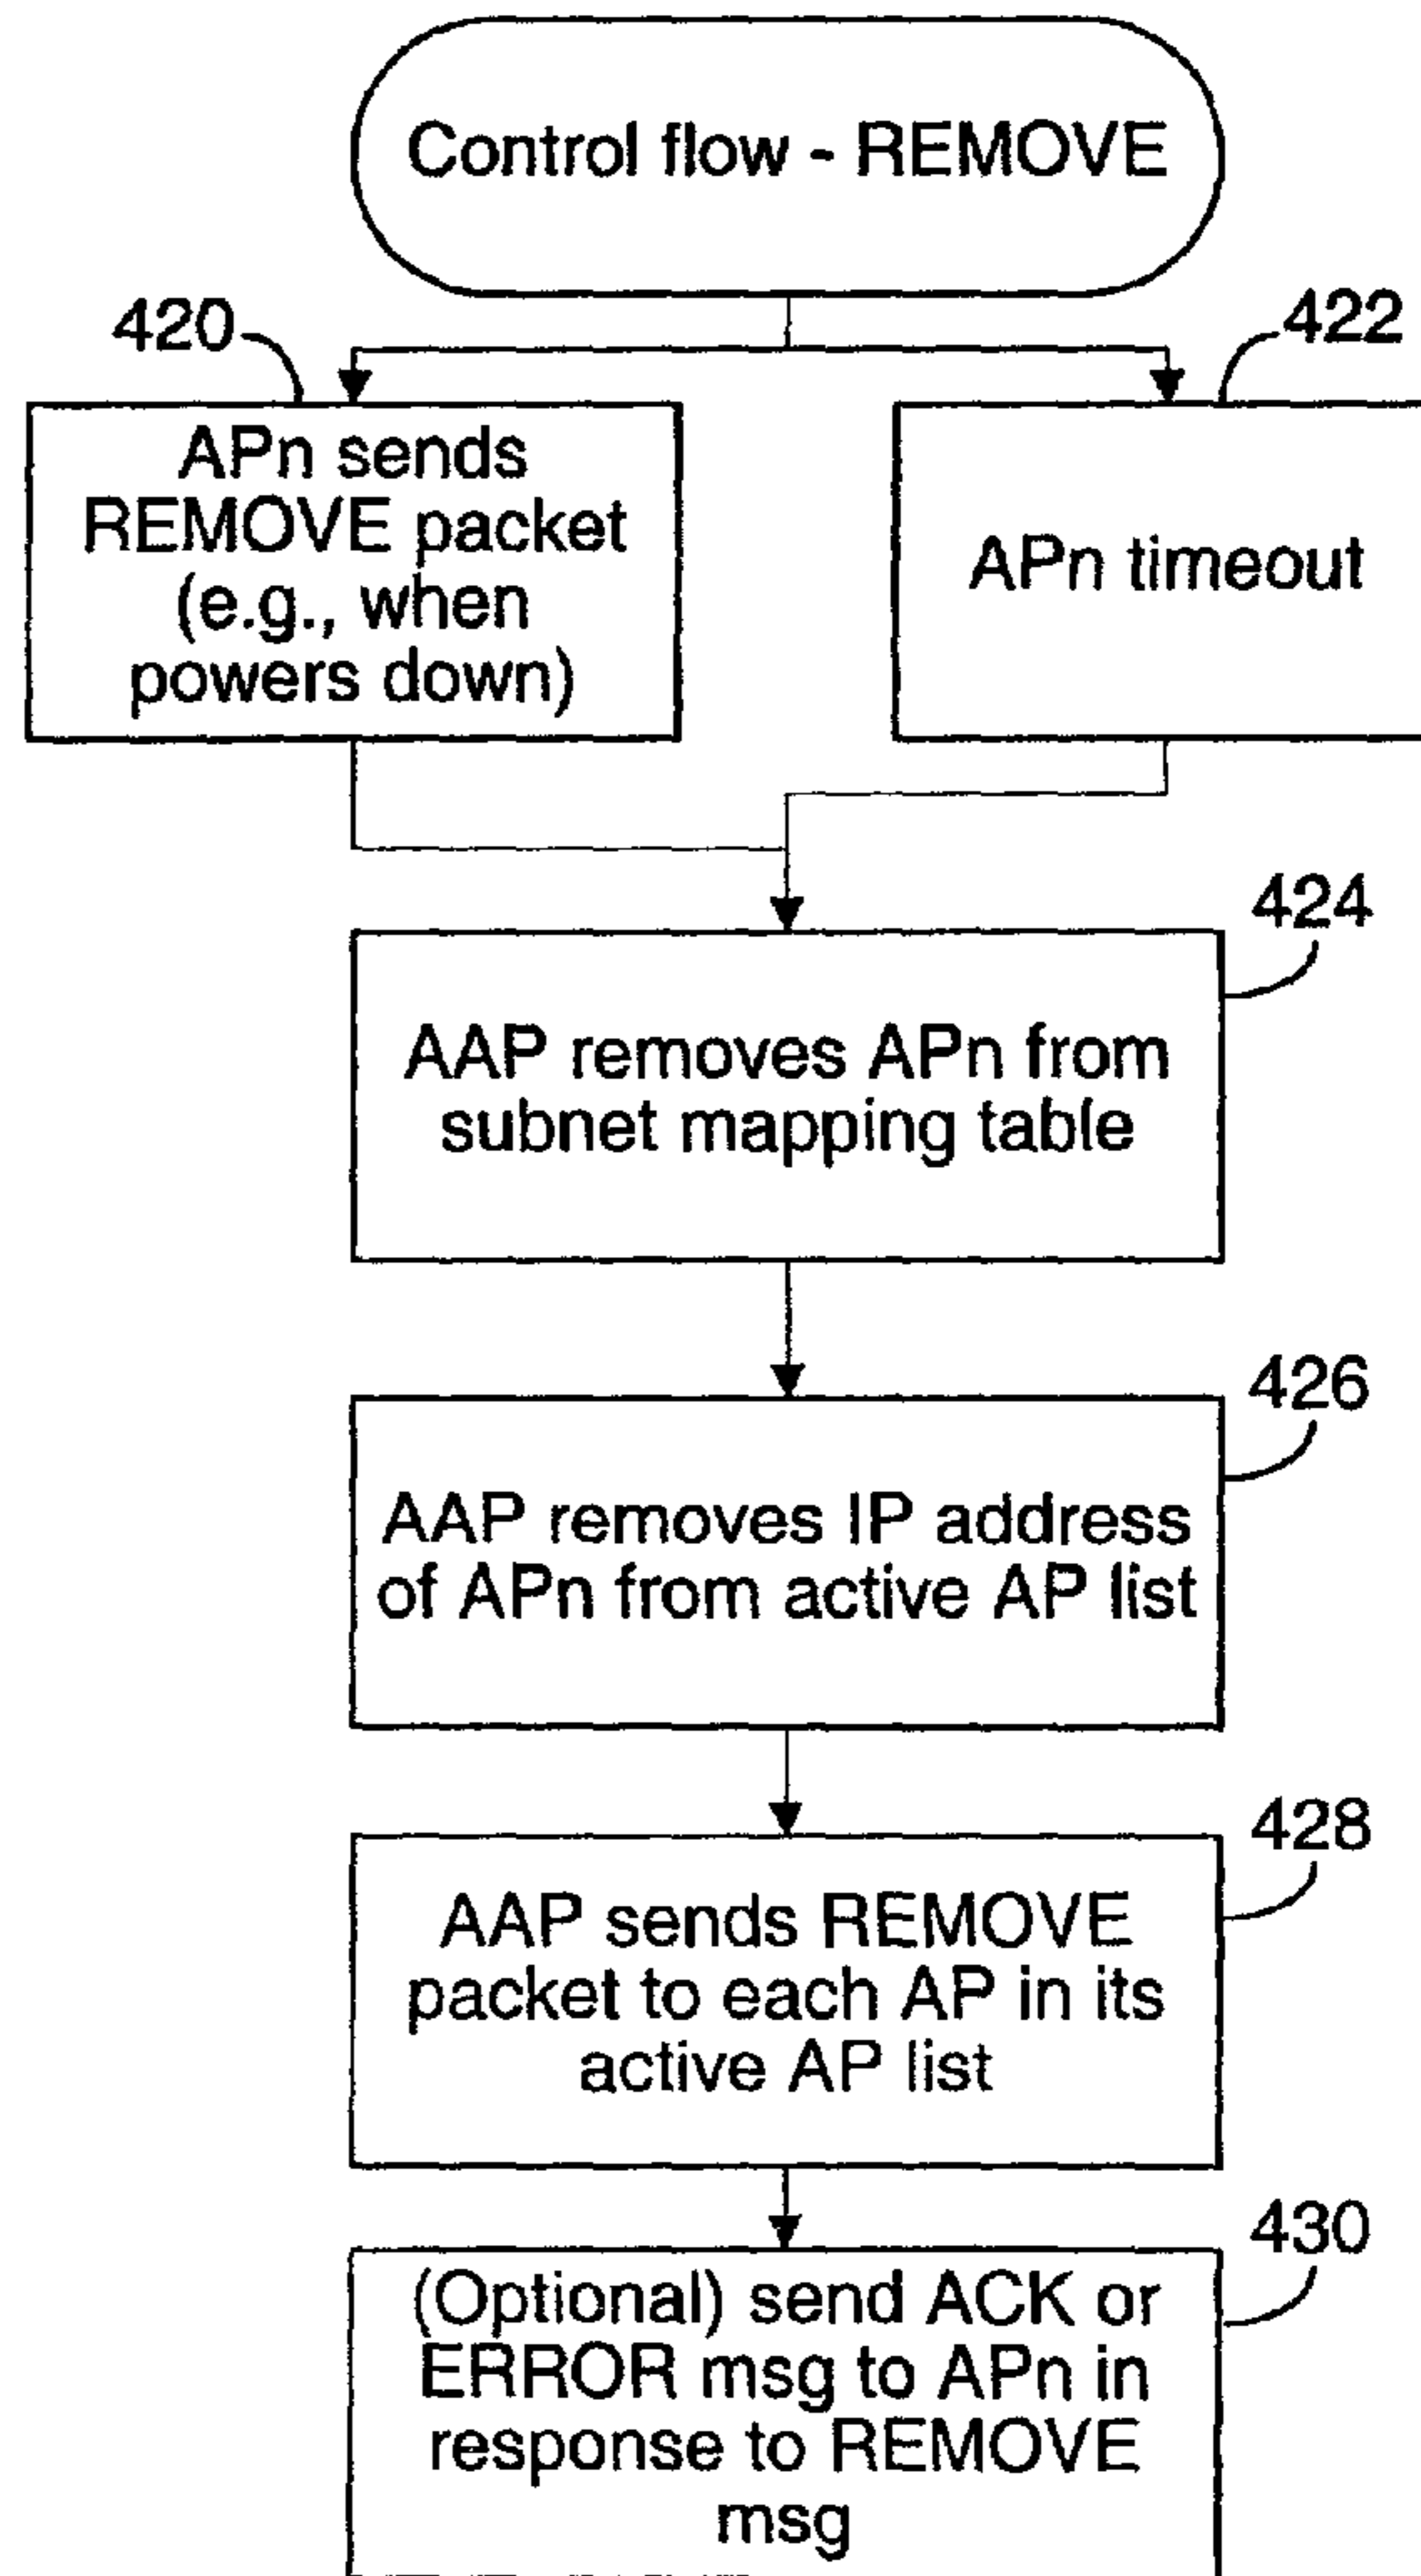 Control flow - REMOVE
420
422
APn sends
REMOVE packet
(e.g., when
powers down)
APn timeout
424
AAP removes APn from
subnet mapping table
426
AAP removes IP address
of APn from active AP list
428
AAP sends REMOVE
packet to each AP in its
active AP list
430
(Optional) send ACK or
ERROR msg to APn in
response to REMOVE
msg